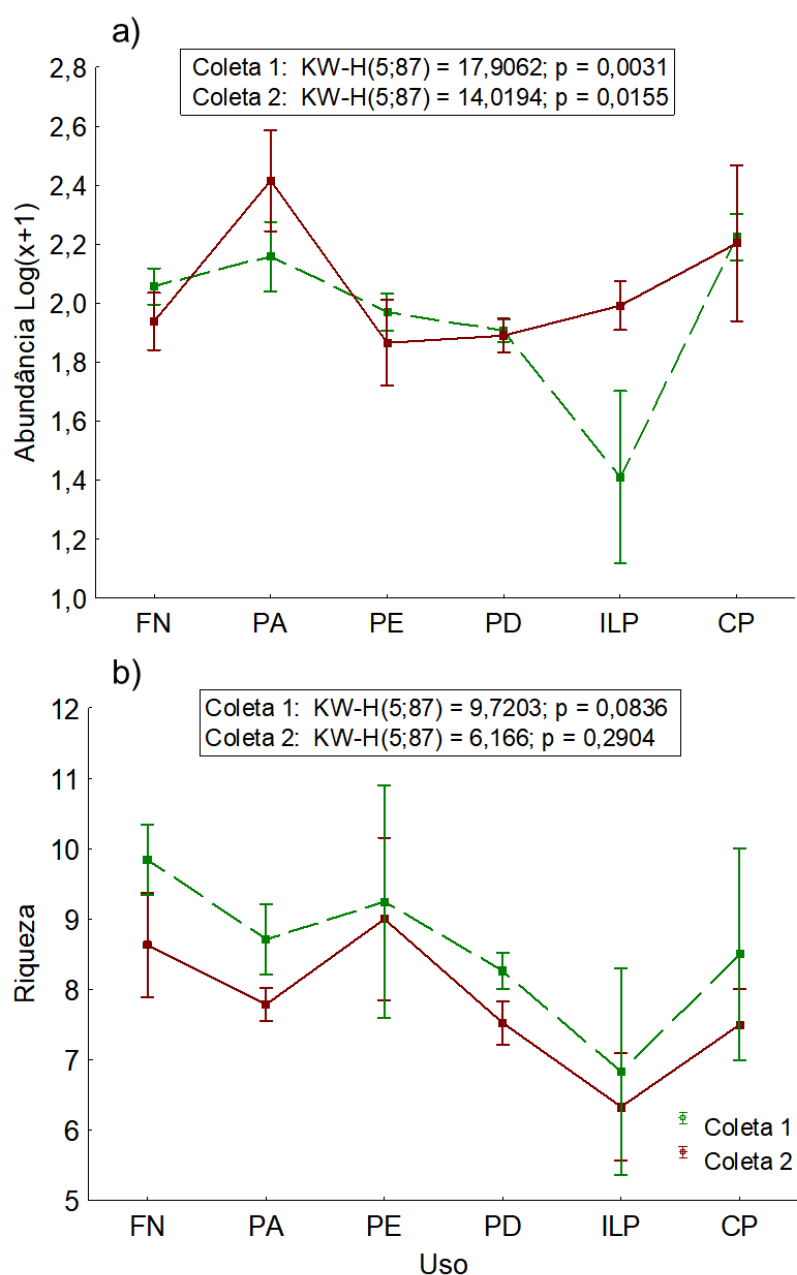 a)
Coleta 1: KW-H(5;87) = 17,9062; p = 0,0031
Coleta 2: KW-H(5;87) = 14,0194; p = 0,0155
Abundância Log(x+1)
2,8
2,6
2,4
2,2
2,0
1,8
1,6
1,4
1,2
1,0
FN PA PE PD ILP CP
b)
Coleta 1: KW-H(5;87) = 9,7203; p = 0,0836
Coleta 2: KW-H(5;87) = 6,166; p = 0,2904
Riqueza
12
11
10
9
8
7
6
5
Coleta 1
Coleta 2
FN PA PE PD ILP CP
Uso